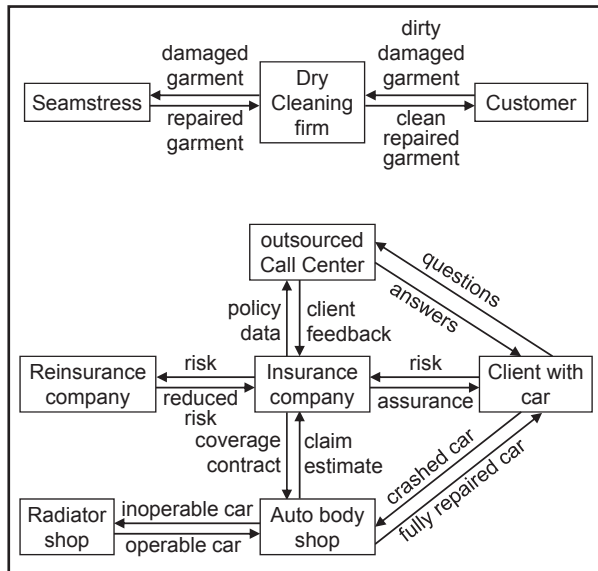 damaged
garment
dirty
damaged
garment
Seamstress
Dry
Cleaning
firm
Customer
repaired
garment
clean
repaired
garment
outsourced
Call Center
questions
answers
policy
data
client
feedback
Reinsurance
company
risk
reduced
risk
Insurance
company
risk
assurance
Client with
car
coverage
contract
claim
estimate
crashed car
fully repaired car
Radiator
shop
inoperable car
operable car
Auto body
shop